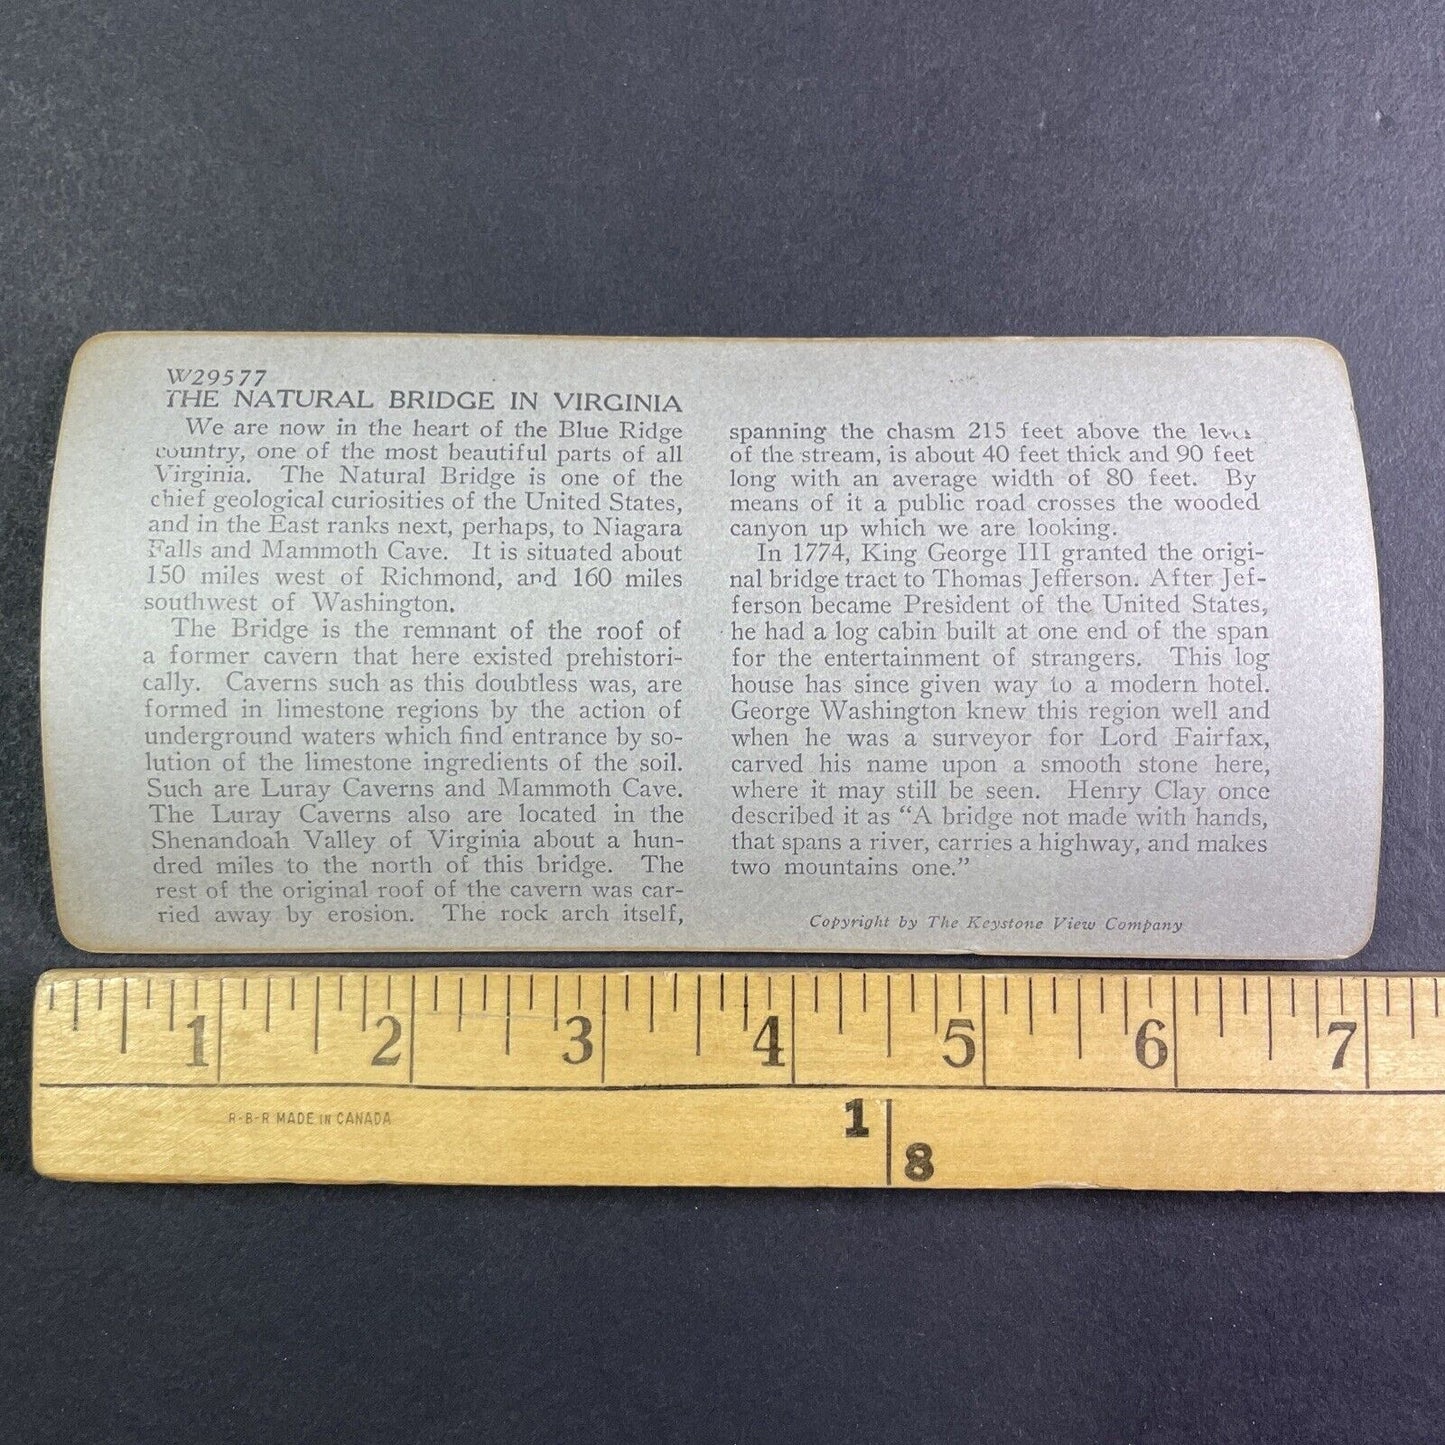 W29577
THE NATURAL BRIDGE IN VIRGINIA
We are now in the heart of the Blue Ridge
country, one of the most beautiful parts of all
Virginia. The Natural Bridge is one of the
chief geological curiosities of the United States,
and in the East ranks next, perhaps, to Niagara
Falls and Mammoth Cave. It is situated about
150 miles west of Richmond, and 160 miles
southwest of Washington.
The Bridge is the remnant of the roof of
a former cavern that here existed prehistori-
cally. Caverns such as this doubtless was, are
formed in limestone regions by the action of
underground waters which find entrance by so-
lution of the limestone ingredients of the soil.
Such are Luray Caverns and Mammoth Cave.
The Luray Caverns also are located in the
Shenandoah Valley of Virginia about a hun-
dred miles to the north of this bridge. The
rest of the original roof of the cavern was car-
ried away by erosion. The rock arch itself,
spanning the chasm 215 feet above the level
of the stream, is about 40 feet thick and 90 feet
long with an average width of 80 feet. By
means of it a public road crosses the wooded
canyon up which we are looking.
In 1774, King George III granted the origi-
nal bridge tract to Thomas Jefferson. After Jef-
ferson became President of the United States,
he had a log cabin built at one end of the span
for the entertainment of strangers. This log
house has since given way to a modern hotel.
George Washington knew this region well and
when he was a surveyor for Lord Fairfax,
carved his name upon a smooth stone here,
where it may still be seen. Henry Clay once
described it as “A bridge not made with hands,
that spans a river, carries a highway, and makes
two mountains one.”
Copyright by The Keystone View Company
1 2 3 4 5 6 7
R-B-R MADE IN CANADA
1
8